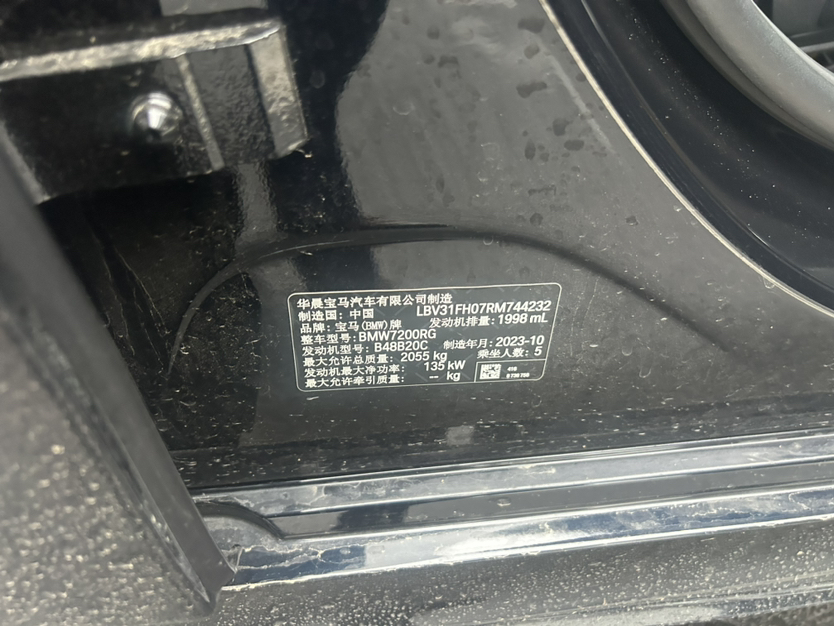 华晨宝马汽车有限公司制造
制造国: 中国 LBV31FH07RM744232
品牌: 宝马(BMW)牌 发动机排量: 1998 mL
整车型号: BMW7200RG
发动机型号: B48B20C 制造年月: 2023-10
最大允许总质量: 2055 kg 乘坐人数: 5
发动机最大净功率: 135 kW
最大允许牵引质量: -- kg
416